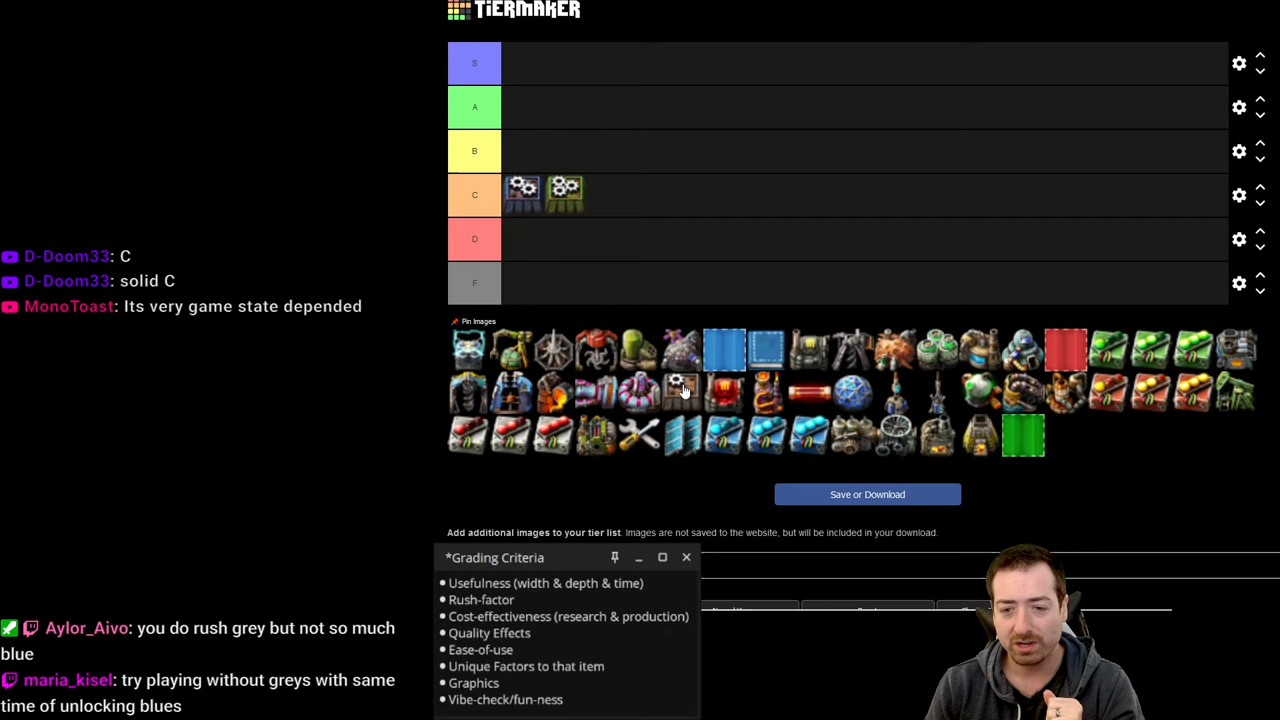 TiERMAKER
S
A
B
C
D
F
D-Doom33: C
D-Doom33: solid C
MonoToast: Its very game state depended
Pin Images
Save or Download
Add additional images to your tier list. Images are not saved to the website, but will be included in your download.
*Grading Criteria
Usefulness (width & depth & time)
Rush-factor
Cost-effectiveness (research & production)
Quality Effects
Ease-of-use
Unique Factors to that item
Graphics
Vibe-check/fun-ness
Aylor_Aivo: you do rush grey but not so much
blue
maria_kisel: try playing without greys with same
time of unlocking blues